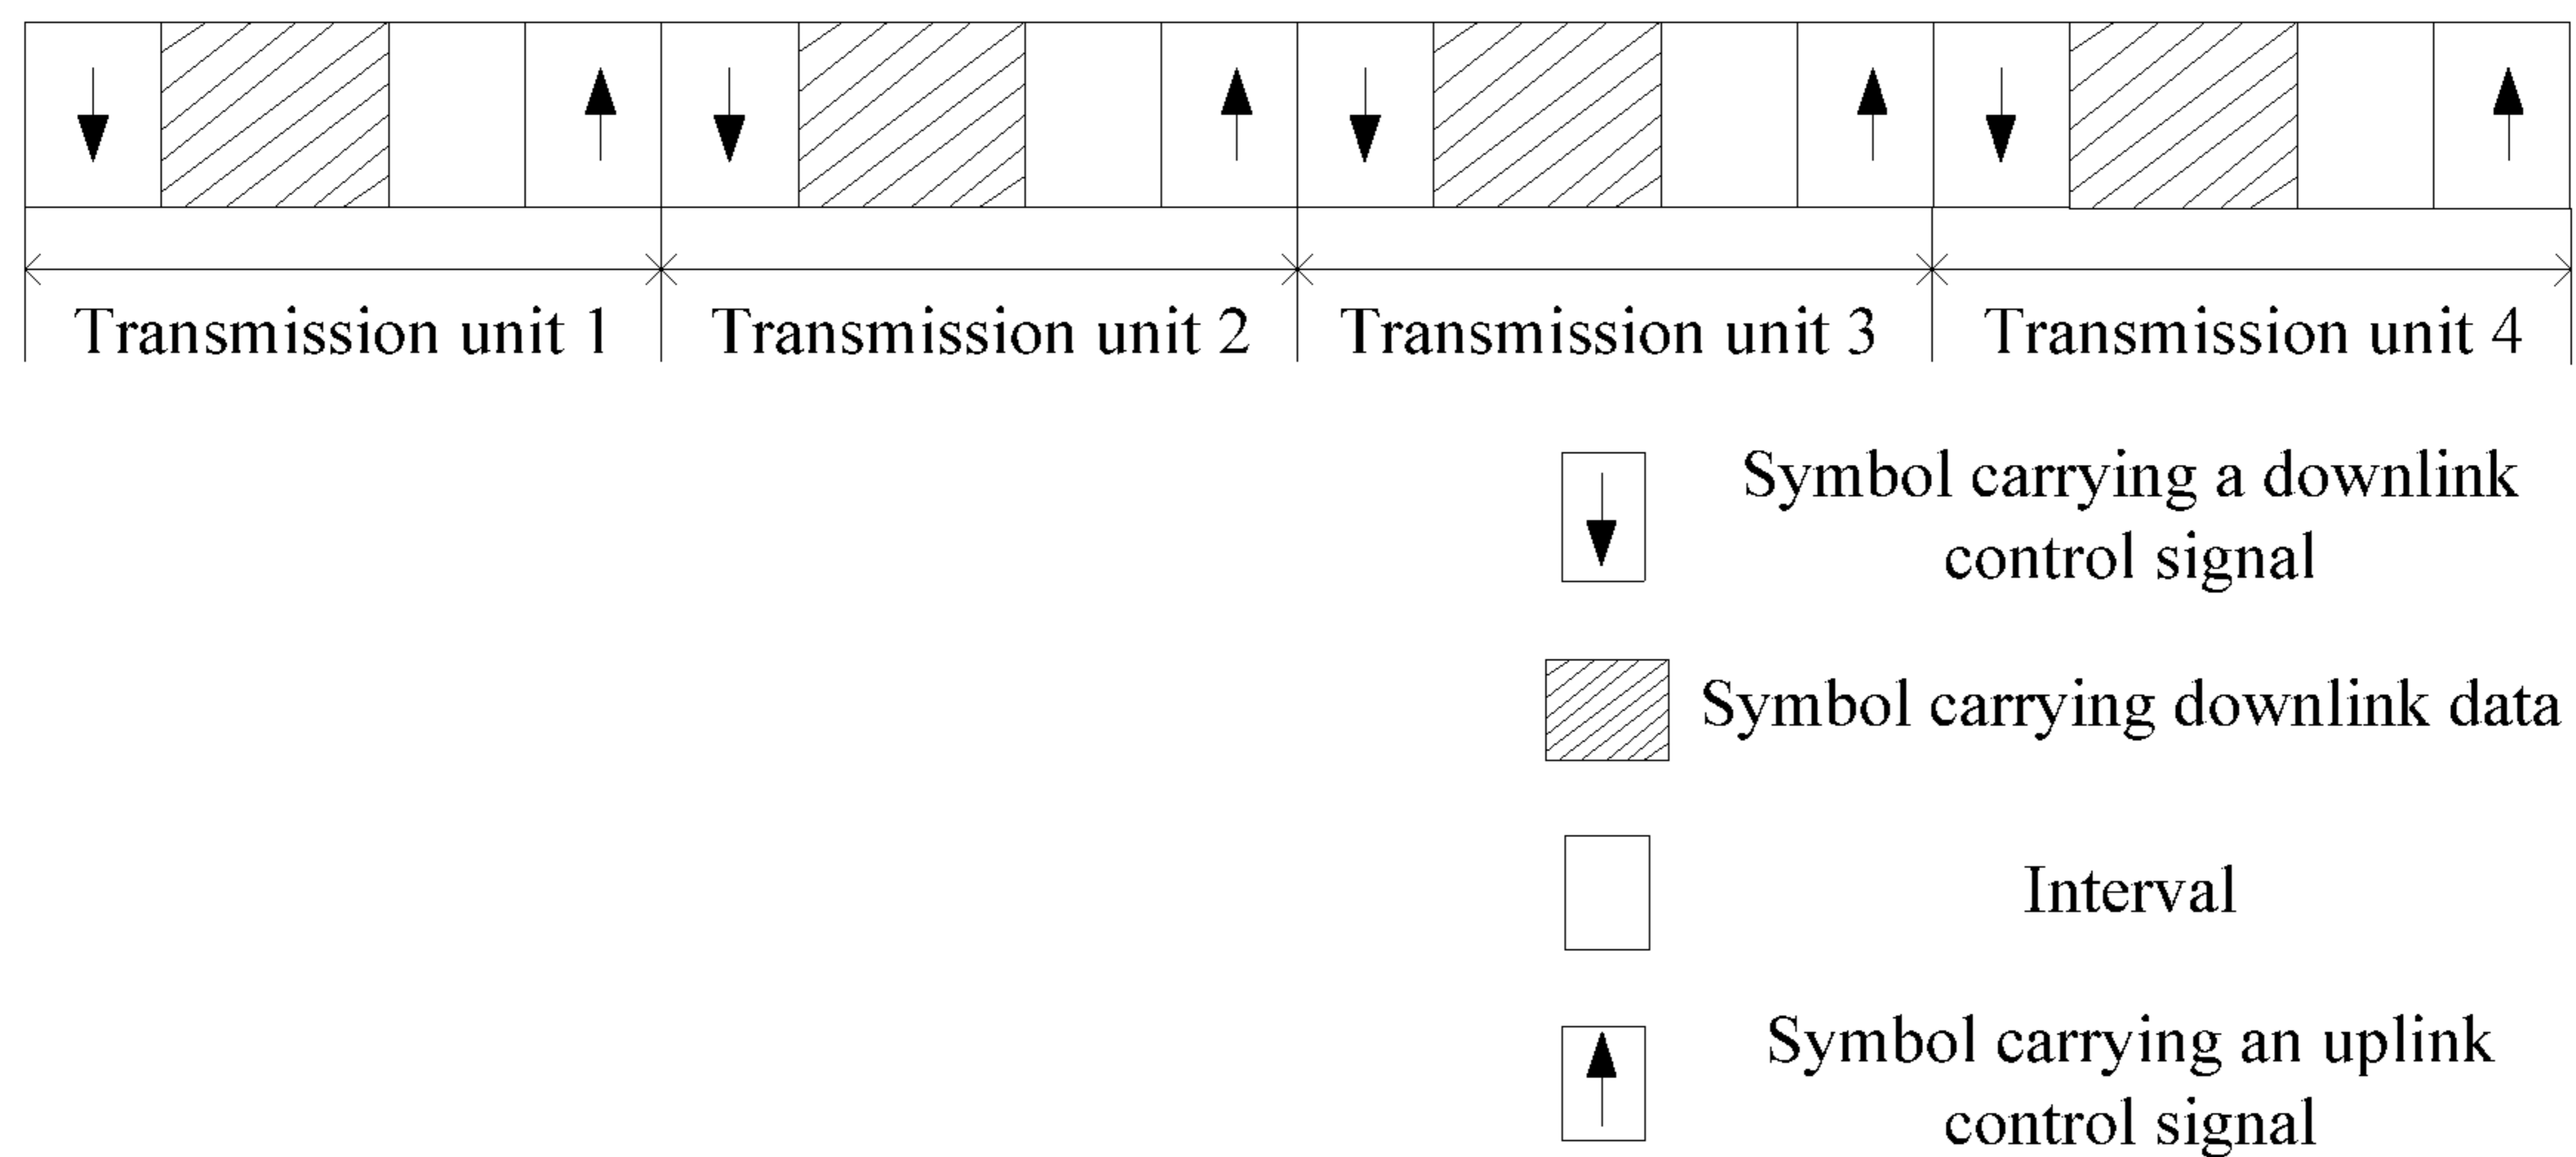 Transmission unit 1 Transmission unit 2 Transmission unit 3 Transmission unit 4
Symbol carrying a downlink
control signal
Symbol carrying downlink data
Interval
Symbol carrying an uplink
control signal